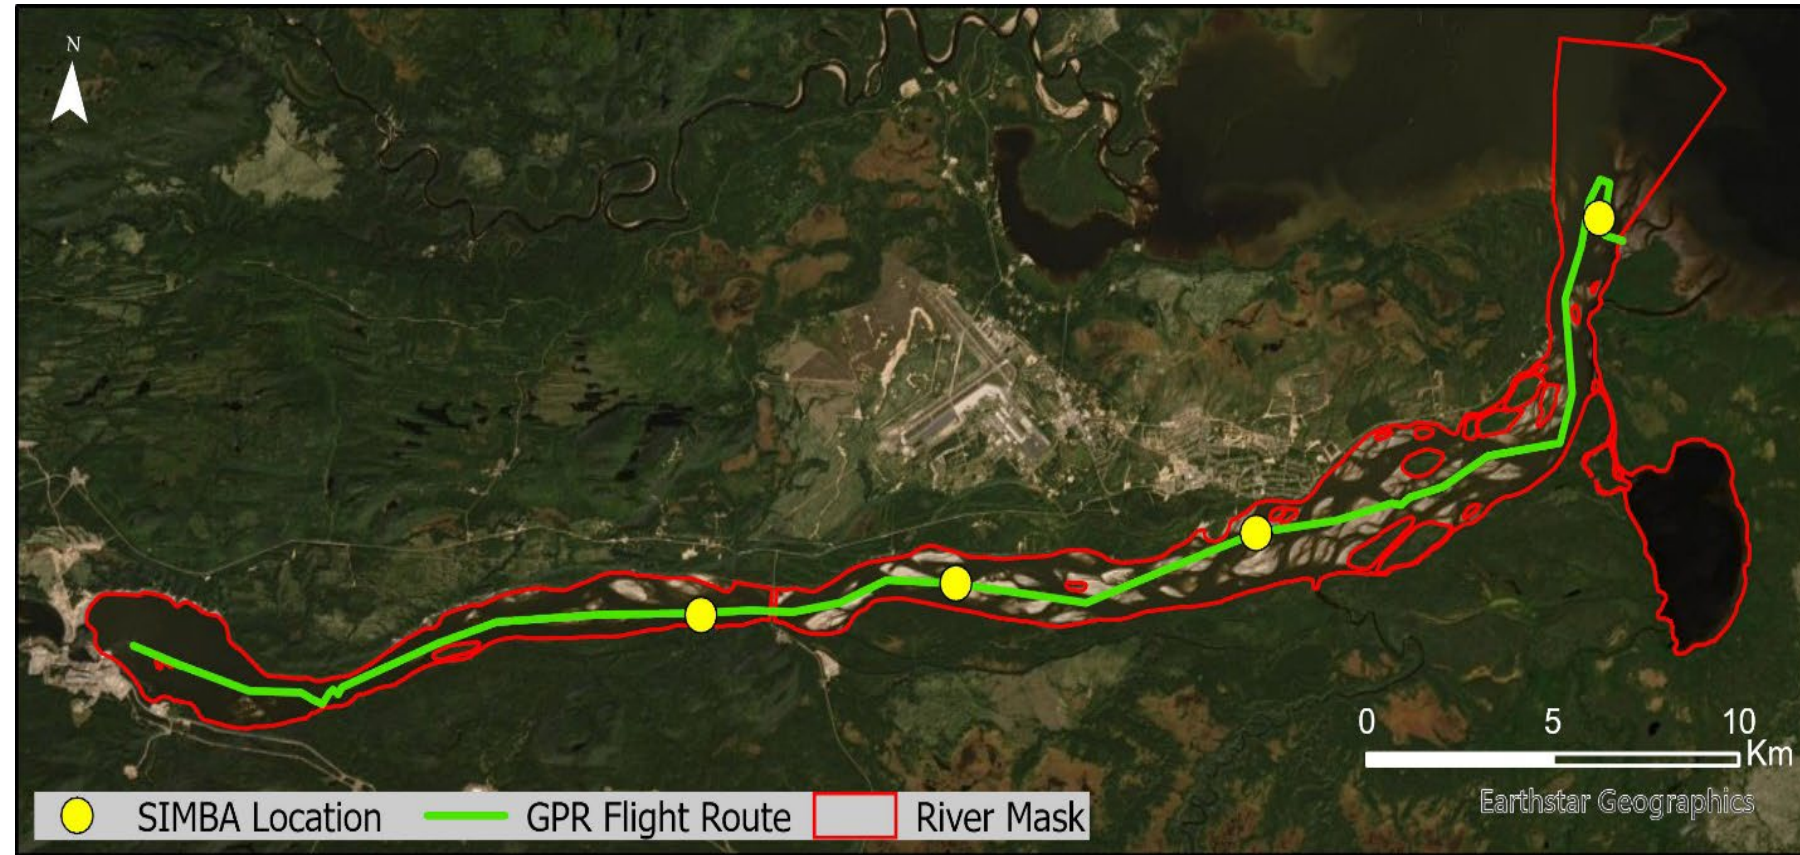 N
0 5 10
Km
Earthstar Geographics
SIMBA Location GPR Flight Route River Mask